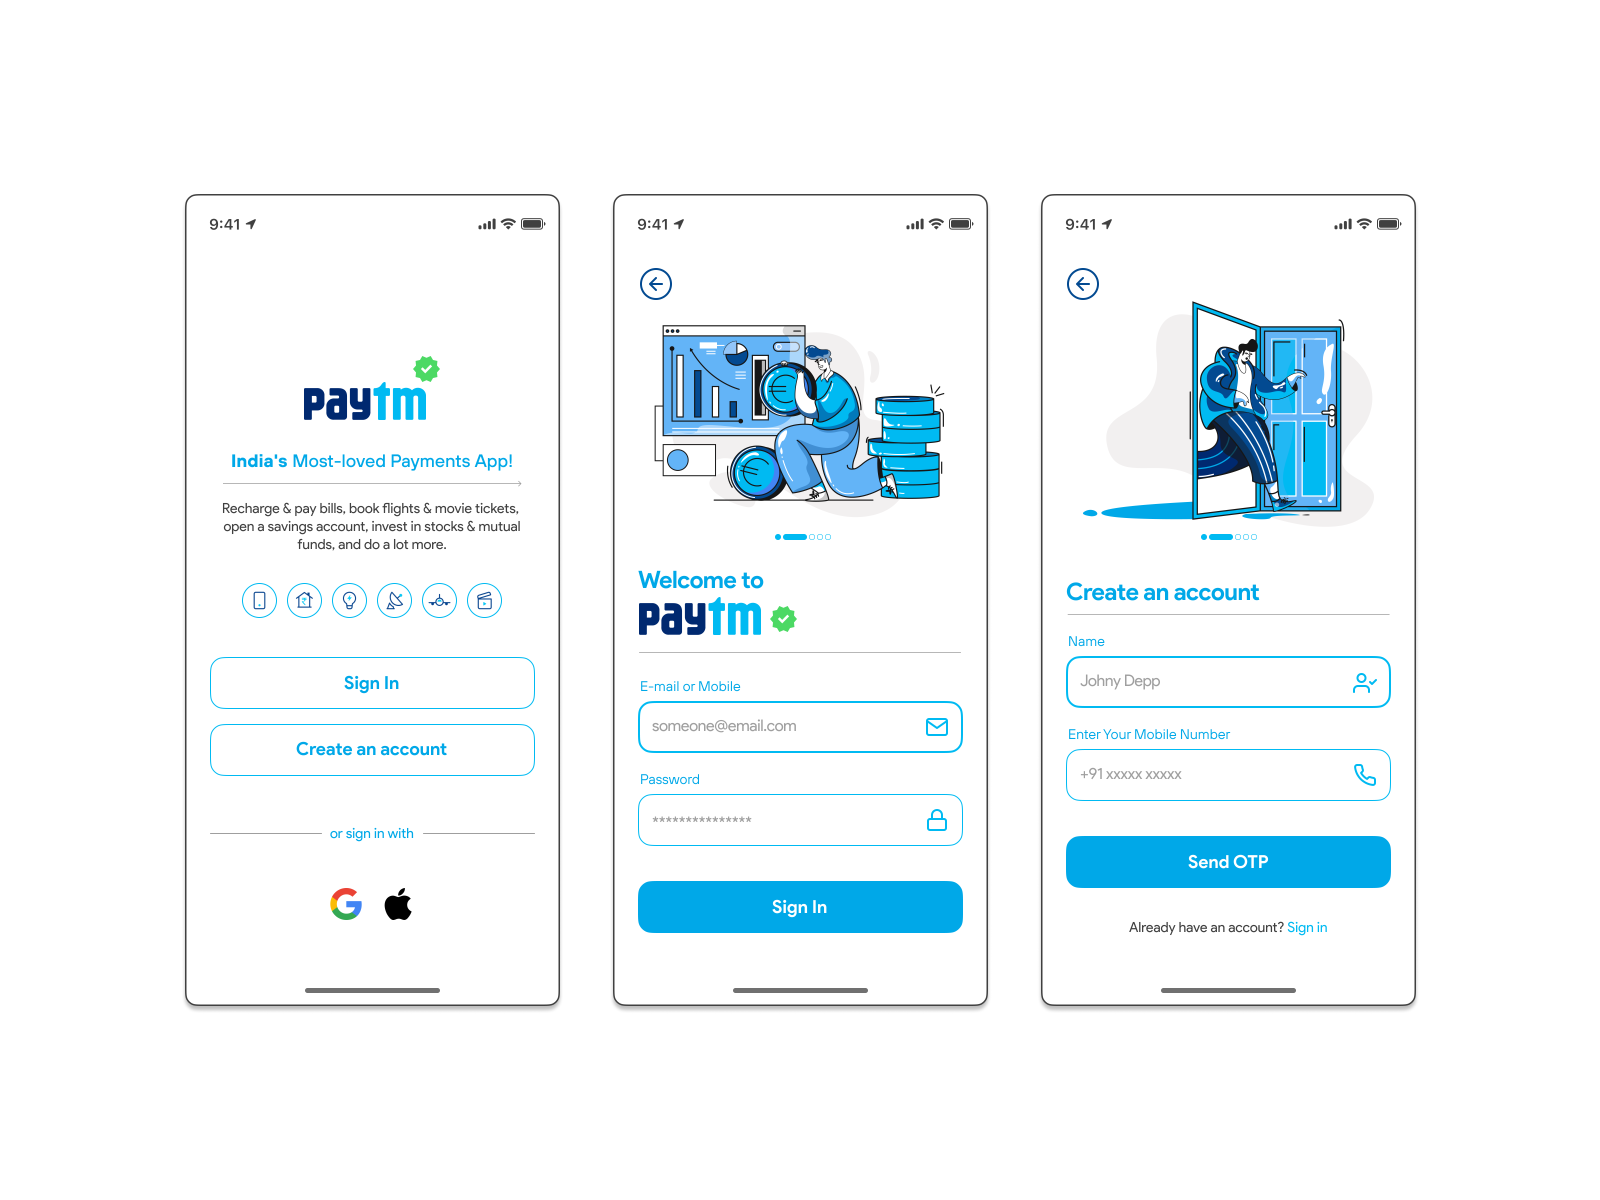 9:41
paytm
India's Most-loved Payments App!
Recharge & pay bills, book flights & movie tickets,
open a savings account, invest in stocks & mutual
funds, and do a lot more.
Sign In
Create an account
or sign in with
9:41
Welcome to
paytm
E-mail or Mobile
someone@email.com
Password
***************
Sign In
9:41
Create an account
Name
Johny Depp
Enter Your Mobile Number
+91 xxxxx xxxxx
Send OTP
Already have an account? Sign in